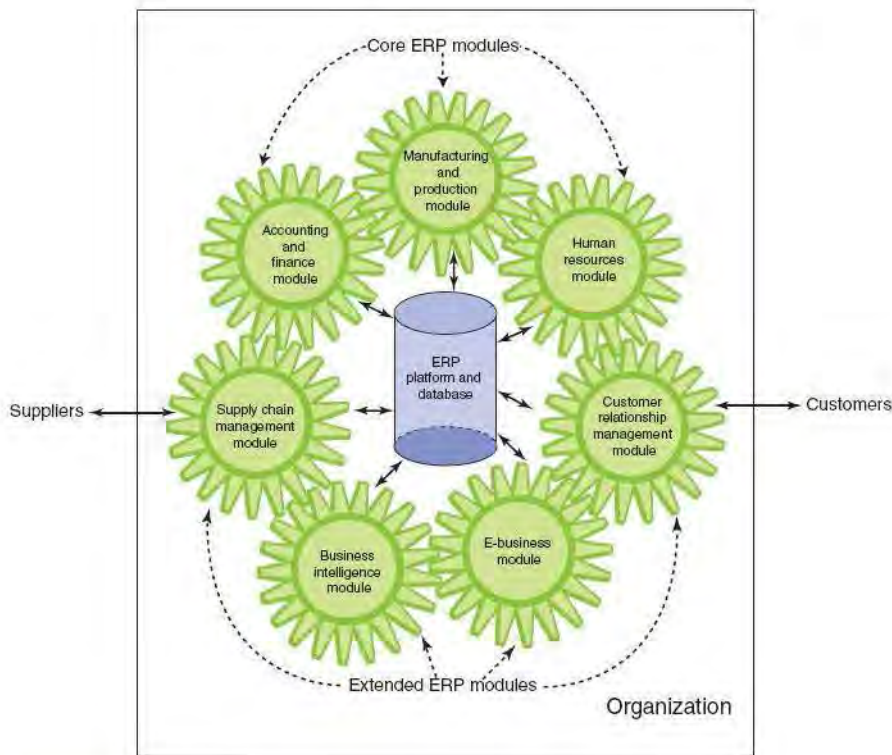 Core ERP modules
Manufacturing
and
production
module
Accounting
and
finance
module
Human
resources
module
ERP
platform and
database
Suppliers
Supply chain
management
module
Customer
relationship
management
module
Customers
Business
intelligence
module
E-business
module
Extended ERP modules
Organization